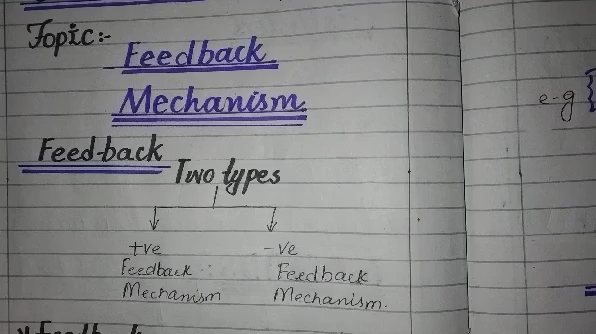 Topic:-
Feedback
Mechanism
Feed-back
Two types
+ve -ve
Feedback Feedback
Mechanism Mechanism.
e-g